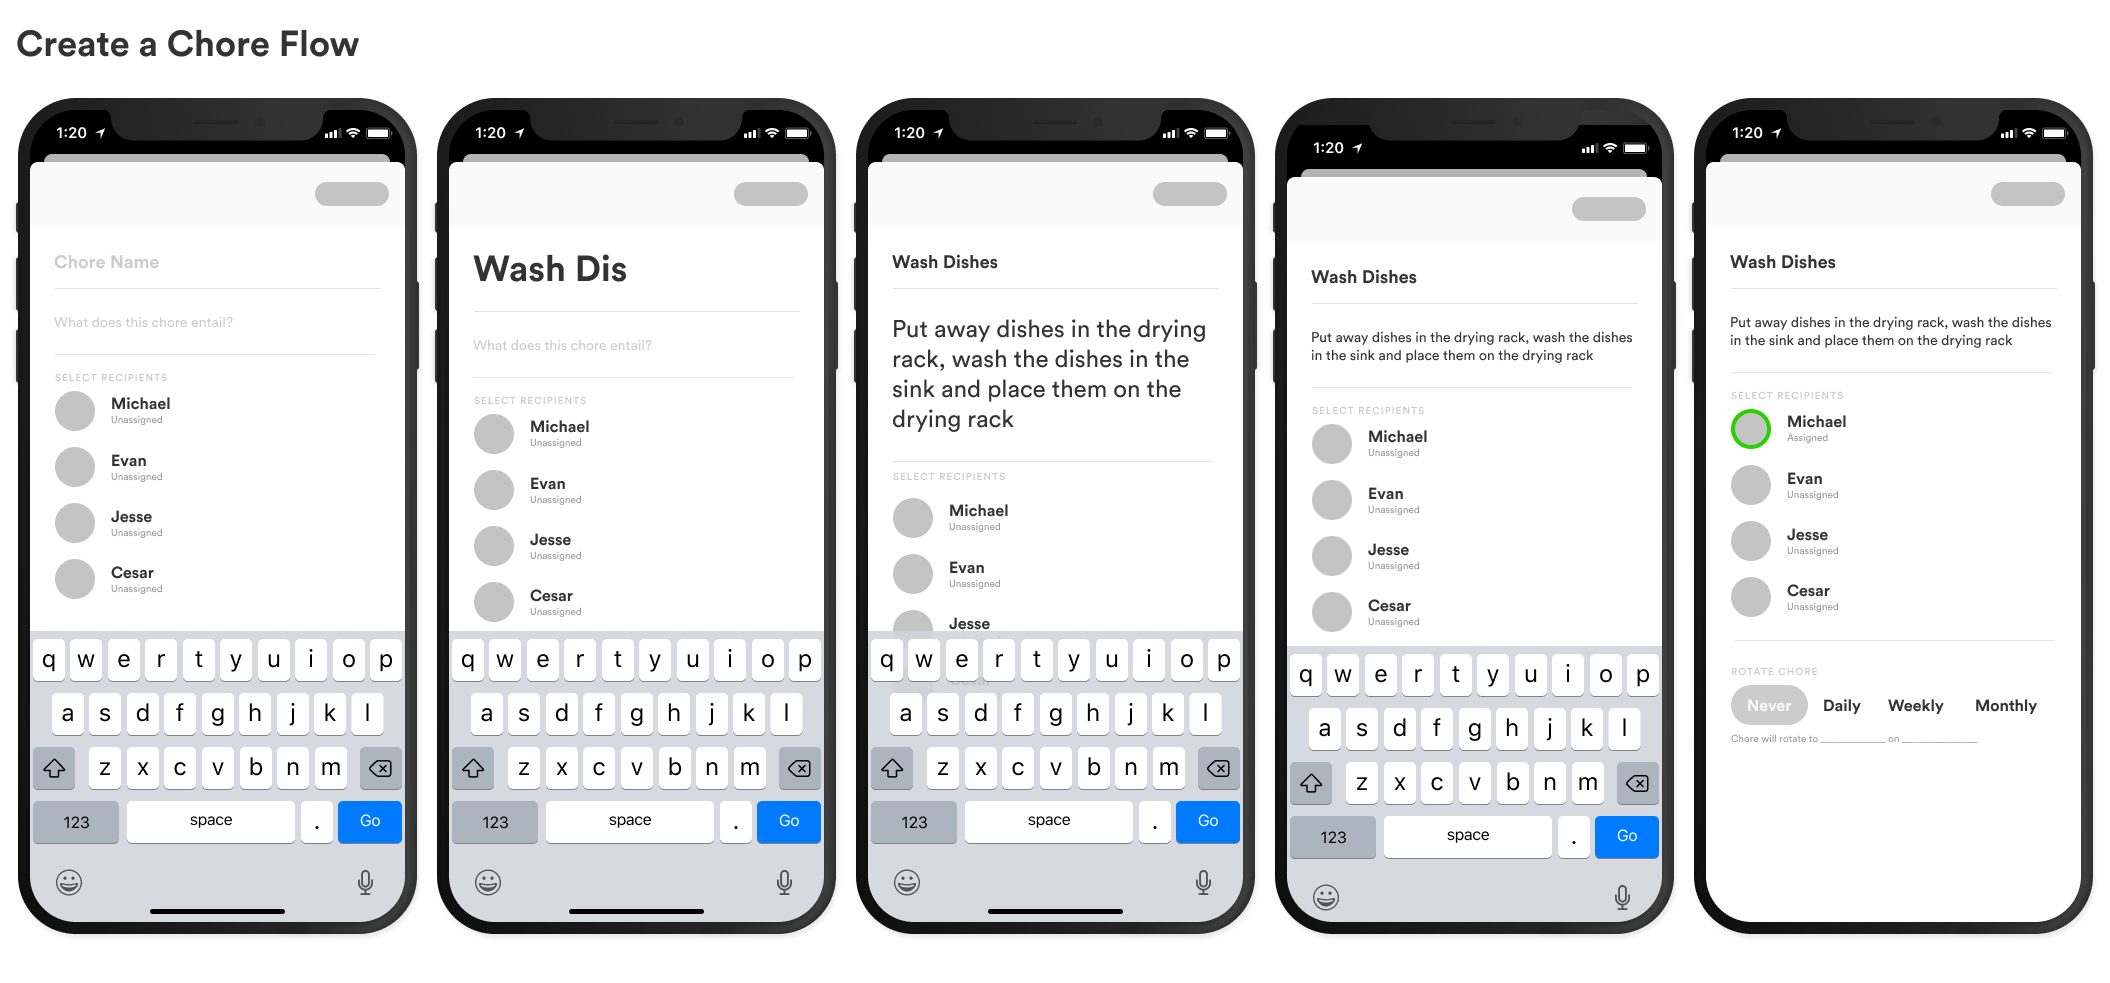 Create a Chore Flow
1:20
Chore Name
What does this chore entail?
SELECT RECIPIENTS
Michael
Unassigned
Evan
Unassigned
Jesse
Unassigned
Cesar
Unassigned
q w e r t y u i o p
a s d f g h j k l
z x c v b n m
123 space . Go
1:20
Wash Dis
What does this chore entail?
SELECT RECIPIENTS
Michael
Unassigned
Evan
Unassigned
Jesse
Unassigned
Cesar
Unassigned
q w e r t y u i o p
a s d f g h j k l
z x c v b n m
123 space . Go
1:20
Wash Dishes
Put away dishes in the drying
rack, wash the dishes in the
sink and place them on the
drying rack
SELECT RECIPIENTS
Michael
Unassigned
Evan
Unassigned
Jesse
q w e r t y u i o p
Cesar
a s d f g h j k l
z x c v b n m
123 space . Go
1:20
Wash Dishes
Put away dishes in the drying rack, wash the dishes
in the sink and place them on the drying rack
SELECT RECIPIENTS
Michael
Unassigned
Evan
Unassigned
Jesse
Unassigned
Cesar
Unassigned
q w e r t y u i o p
a s d f g h j k l
z x c v b n m
123 space . Go
1:20
Wash Dishes
Put away dishes in the drying rack, wash the dishes
in the sink and place them on the drying rack
SELECT RECIPIENTS
Michael
Assigned
Evan
Unassigned
Jesse
Unassigned
Cesar
Unassigned
ROTATE CHORE
Never Daily Weekly Monthly
Chore will rotate to ____________ on ______________